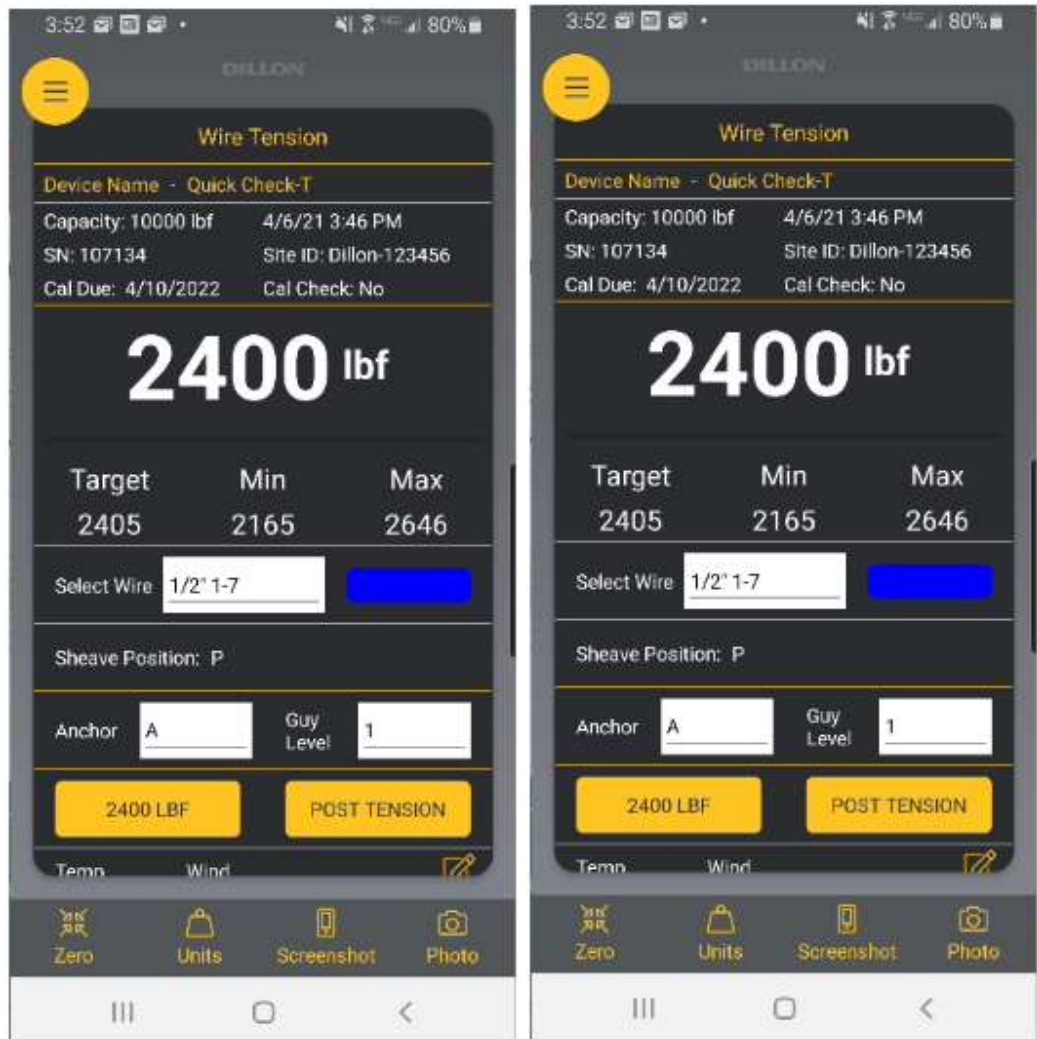 3:52 80%
DILLON
Wire Tension
Device Name - Quick Check-T
Capacity: 10000 lbf 4/6/21 3:46 PM
SN: 107134 Site ID: Dillon-123456
Cal Due: 4/10/2022 Cal Check: No
2400 lbf
Target Min Max
2405 2165 2646
Select Wire 1/2" 1-7
Sheave Position: P
Anchor A Guy Level 1
2400 LBF POST TENSION
Temp Wind
Zero Units Screenshot Photo
3:52 80%
DILLON
Wire Tension
Device Name - Quick Check-T
Capacity: 10000 lbf 4/6/21 3:46 PM
SN: 107134 Site ID: Dillon-123456
Cal Due: 4/10/2022 Cal Check: No
2400 lbf
Target Min Max
2405 2165 2646
Select Wire 1/2" 1-7
Sheave Position: P
Anchor A Guy Level 1
2400 LBF POST TENSION
Temp Wind
Zero Units Screenshot Photo